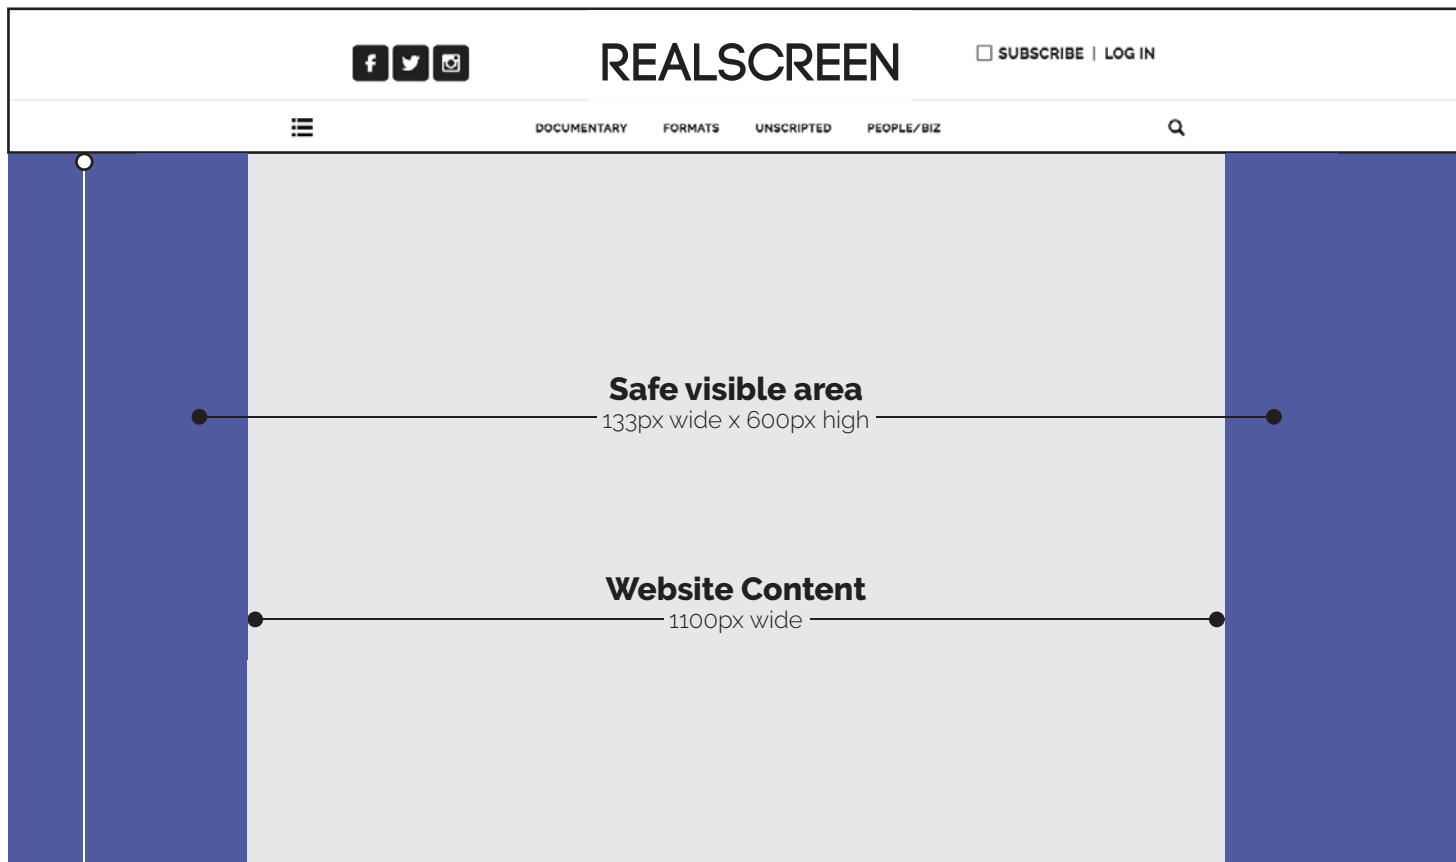 REALSCREEN
SUBSCRIBE | LOG IN
DOCUMENTARY FORMATS UNSCRIPTED PEOPLE/BIZ
Safe visible area
133px wide x 600px high
Website Content
1100px wide